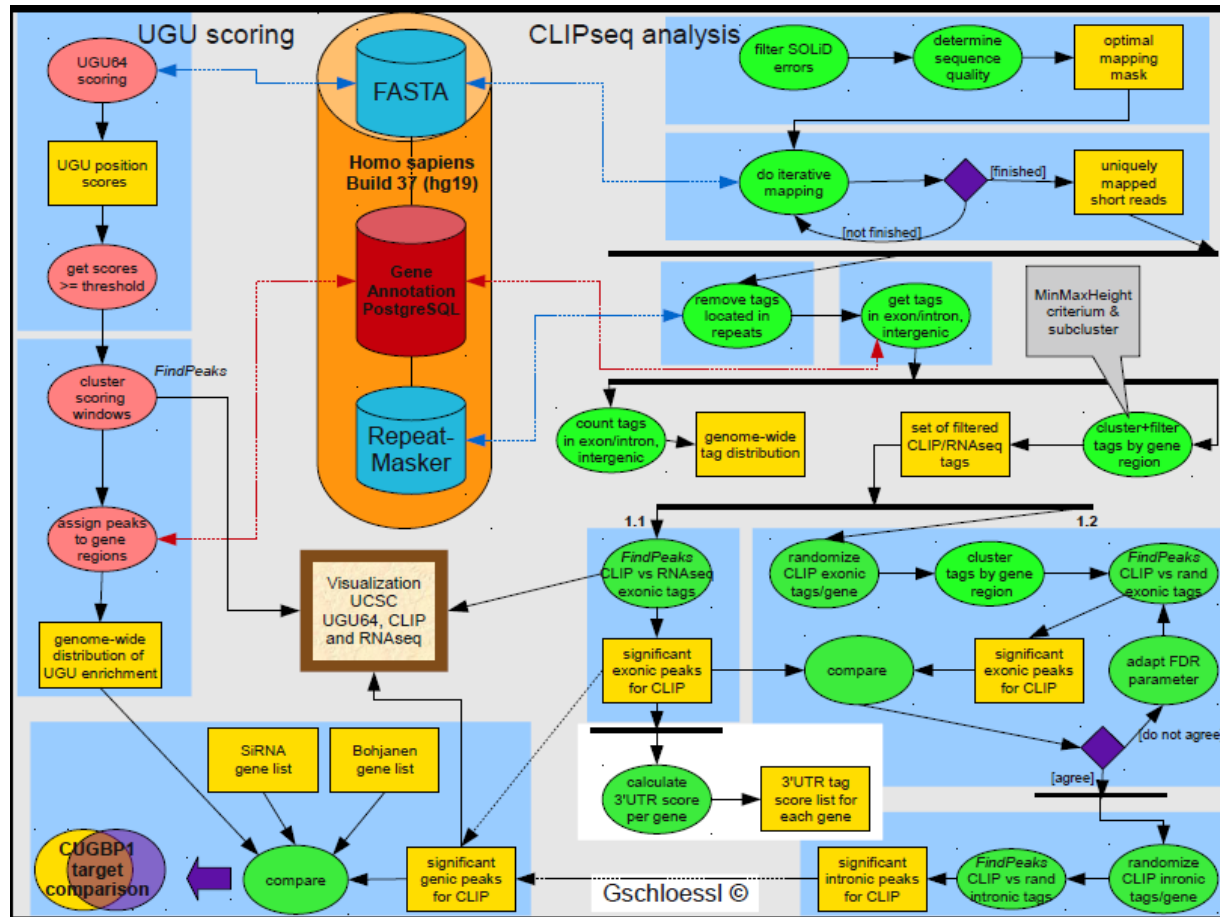 UGU scoring
CLIPseq analysis
UGU64
scoring
UGU position
scores
get scores
>= threshold
FindPeaks
cluster
scoring
windows
assign peaks
to gene
regions
genome-wide
distribution of
UGU enrichment
FASTA
Homo sapiens
Build 37 (hg19)
Gene
Annotation
PostgreSQL
Repeat-
Masker
Visualization
UCSC
UGU64, CLIP
and RNAseq
filter SOLiD
errors
determine
sequence
quality
optimal
mapping
mask
do iterative
mapping
[finished]
[not finished]
uniquely
mapped
short reads
remove tags
located in
repeats
get tags
in exon/intron,
intergenic
MinMaxHeight
criterium &
subcluster
count tags
in exon/intron,
intergenic
genome-wide
tag distribution
set of filtered
CLIP/RNAseq
tags
cluster+filter
tags by gene
region
1.1
1.2
FindPeaks
CLIP vs RNAseq
exonic tags
randomize
CLIP exonic
tags/gene
cluster
tags by gene
region
FindPeaks
CLIP vs rand
exonic tags
significant
exonic peaks
for CLIP
compare
significant
exonic peaks
for CLIP
adapt FDR
parameter
[do not agree]
[agree]
calculate
3'UTR score
per gene
3'UTR tag
score list for
each gene
SiRNA
gene list
Bohjanen
gene list
CUGBP1
target
comparison
compare
significant
genic peaks
for CLIP
Gschloessl ©
significant
intronic peaks
for CLIP
FindPeaks
CLIP vs rand
intronic tags
randomize
CLIP inronic
tags/gene